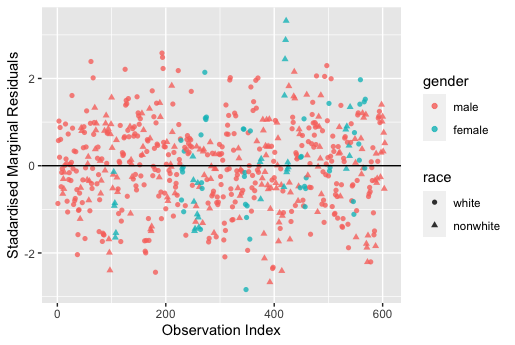 gender
male
female
race
white
nonwhite
2
0
-2
0
200
400
600
Observation Index
Stadardised Marginal Residuals